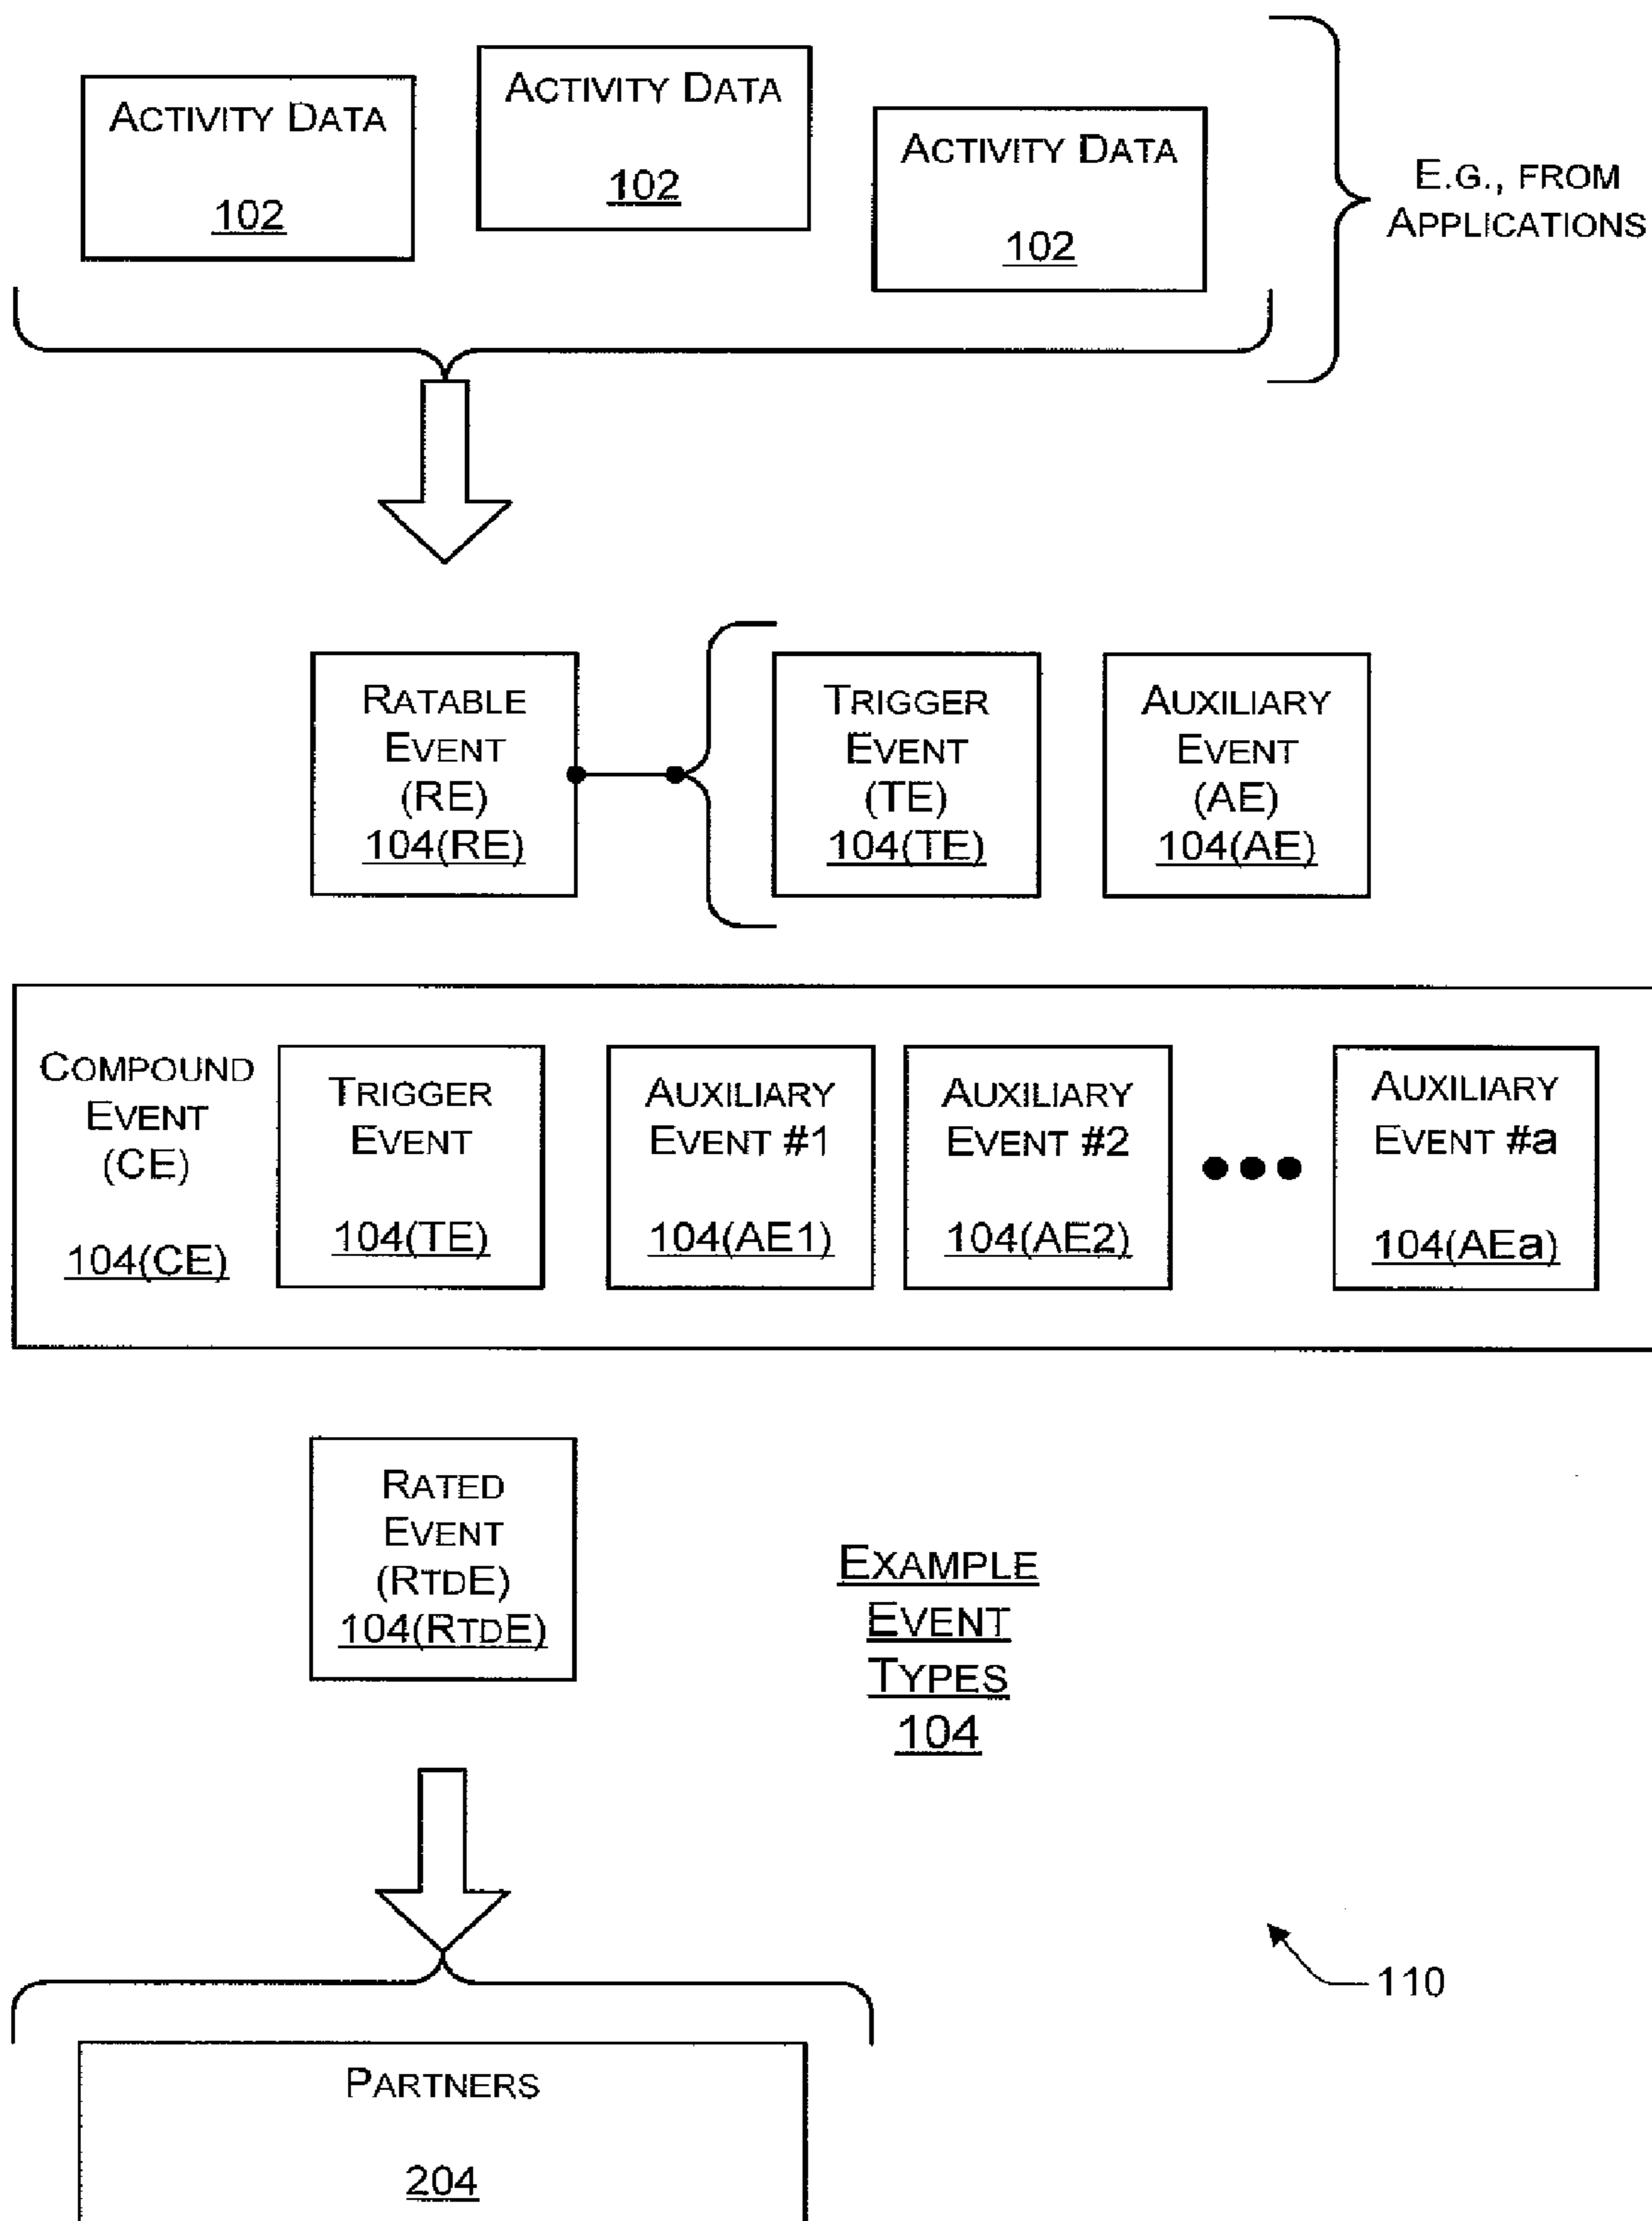 ACTIVITY DATA
102
ACTIVITY DATA
102
ACTIVITY DATA
102
E.G., FROM
APPLICATIONS
RATABLE
EVENT
(RE)
104(RE)
TRIGGER
EVENT
(TE)
104(TE)
AUXILIARY
EVENT
(AE)
104(AE)
COMPOUND
EVENT
(CE)
104(CE)
TRIGGER
EVENT
104(TE)
AUXILIARY
EVENT #1
104(AE1)
AUXILIARY
EVENT #2
104(AE2)
AUXILIARY
EVENT #a
104(AEa)
RATED
EVENT
(RTDE)
104(RTDE)
EXAMPLE
EVENT
TYPES
104
110
PARTNERS
204